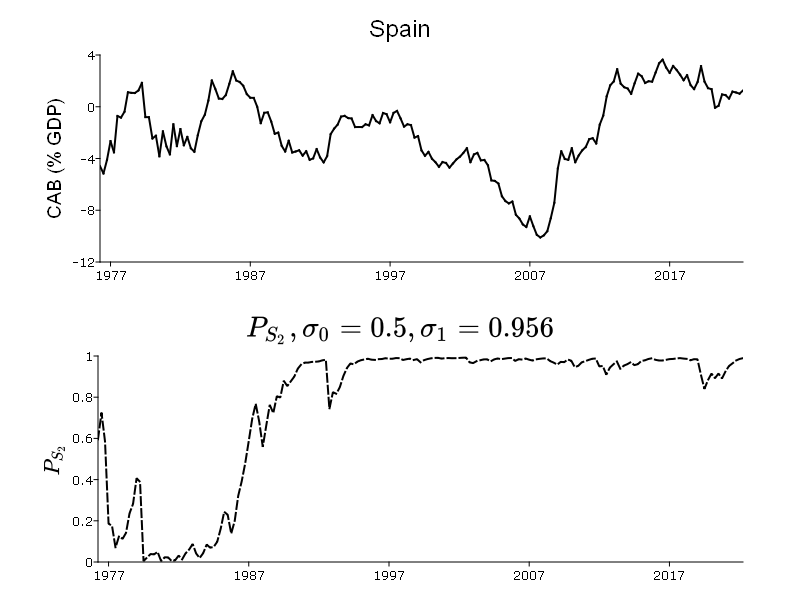 Spain
CAB (% GDP)
4
0
−4
−8
−12
1977 1987 1997 2007 2017
P_{S_2}, σ_0 = 0.5, σ_1 = 0.956
P_{S_2}
1
0.8
0.6
0.4
0.2
0
1977 1987 1997 2007 2017